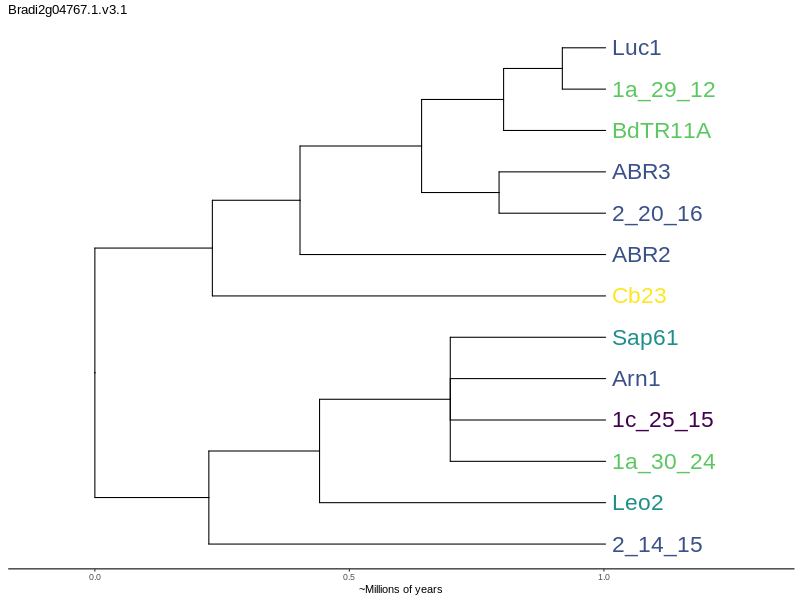 Bradi2g04767.1.v3.1
Luc1
1a_29_12
BdTR11A
ABR3
2_20_16
ABR2
Cb23
Sap61
Arn1
1c_25_15
1a_30_24
Leo2
2_14_15
0.0 0.5 1.0
~Millions of years